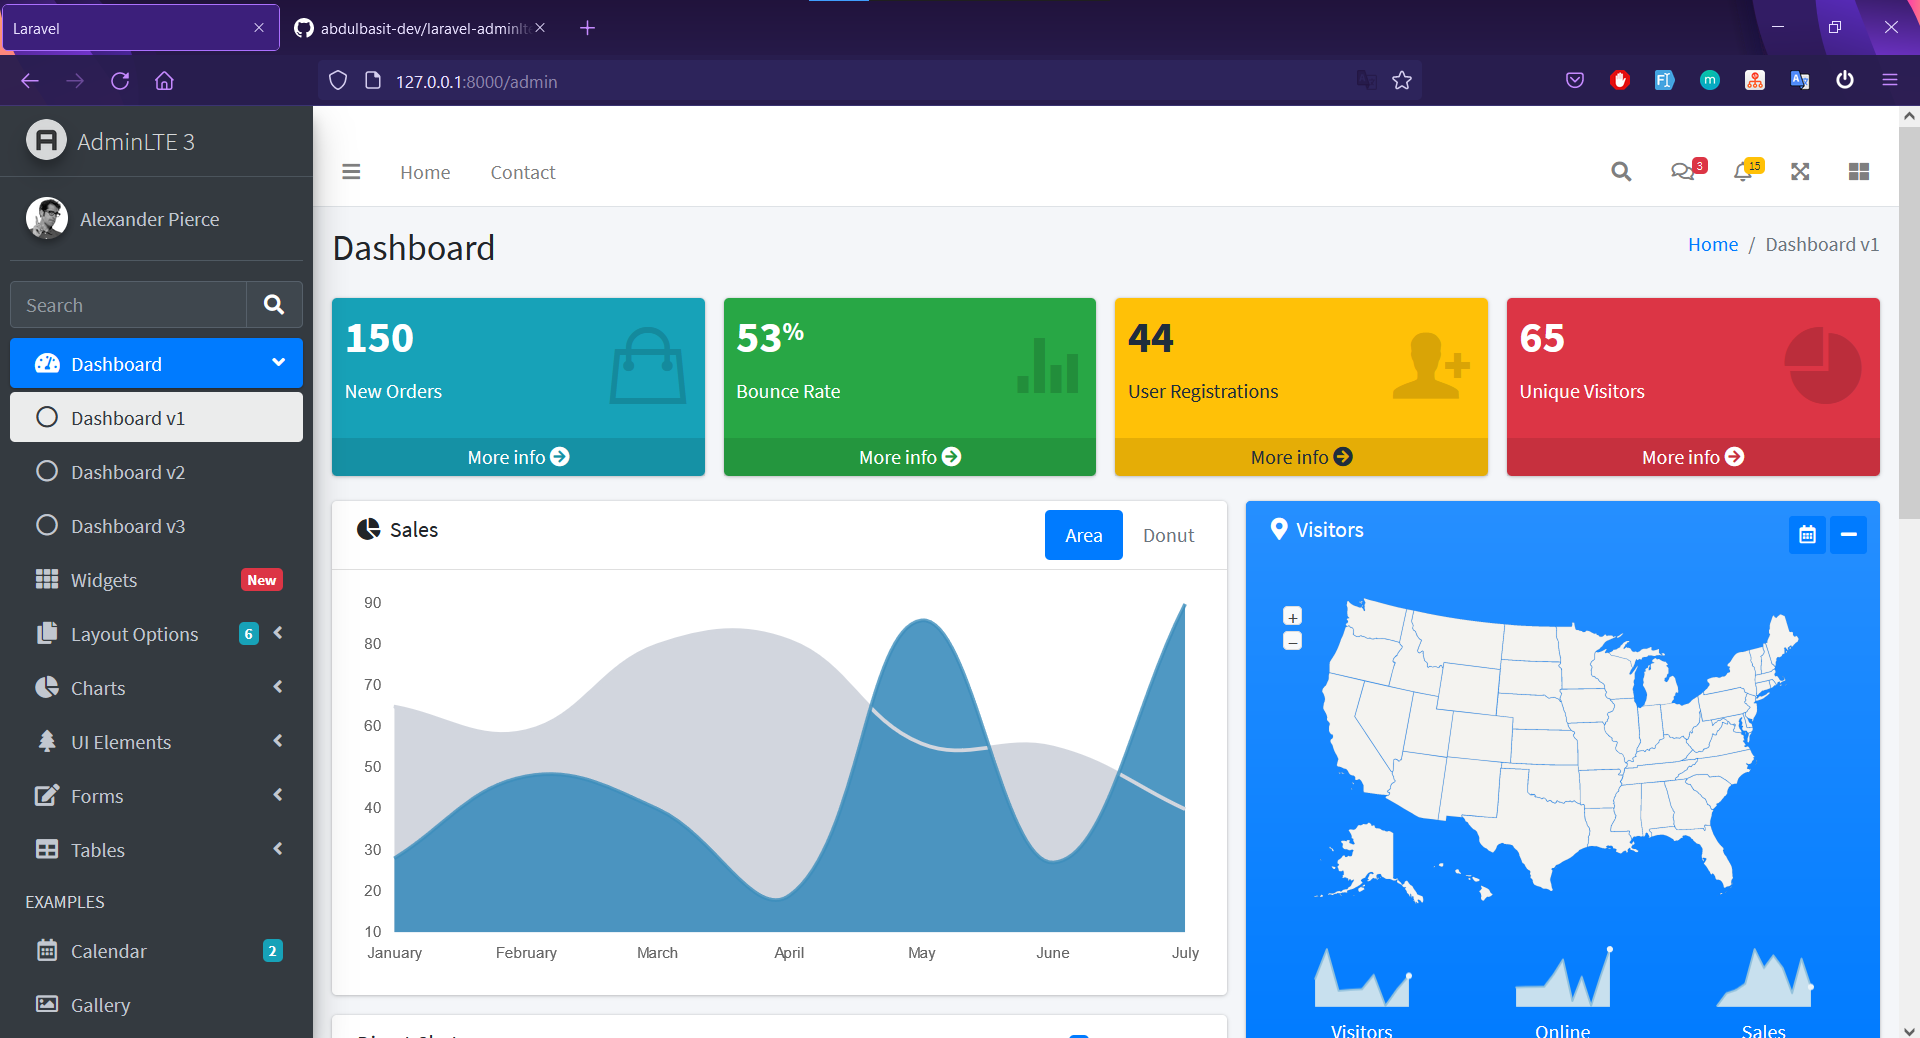 Laravel
abdulbasit-dev/laravel-adminlt
127.0.0.1:8000/admin
AdminLTE 3
Home
Contact
3
15
Alexander Pierce
Dashboard
Home / Dashboard v1
Search
Dashboard
Dashboard v1
Dashboard v2
Dashboard v3
Widgets New
Layout Options 6
Charts
UI Elements
Forms
Tables
EXAMPLES
Calendar 2
Gallery
150
New Orders
More info
53%
Bounce Rate
More info
44
User Registrations
More info
65
Unique Visitors
More info
Sales
Area
Donut
90
80
70
60
50
40
30
20
10
January February March April May June July
Visitors
+
−
Visitors
Online
Sales